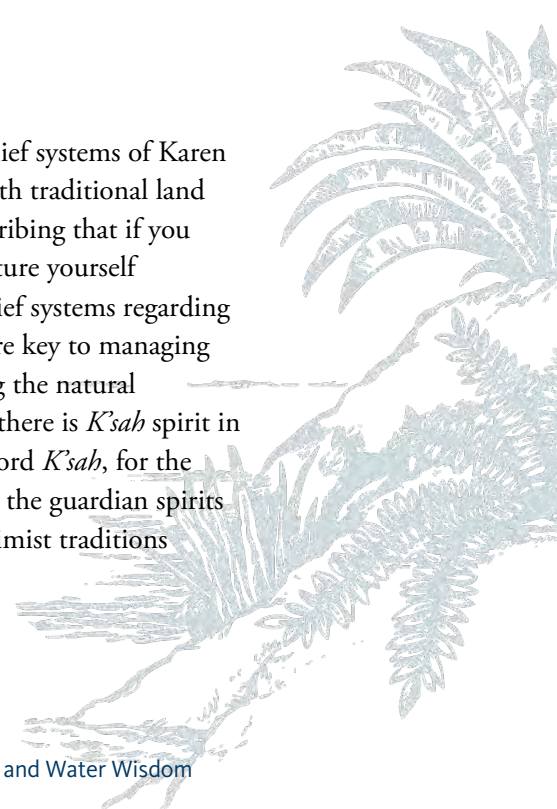 ief systems of Karen
th traditional land
ribing that if you
ture yourself
ief systems regarding
re key to managing
g the natural
there is K'sah spirit in
ord K'sah, for the
the guardian spirits
imist traditions
and Water Wisdom